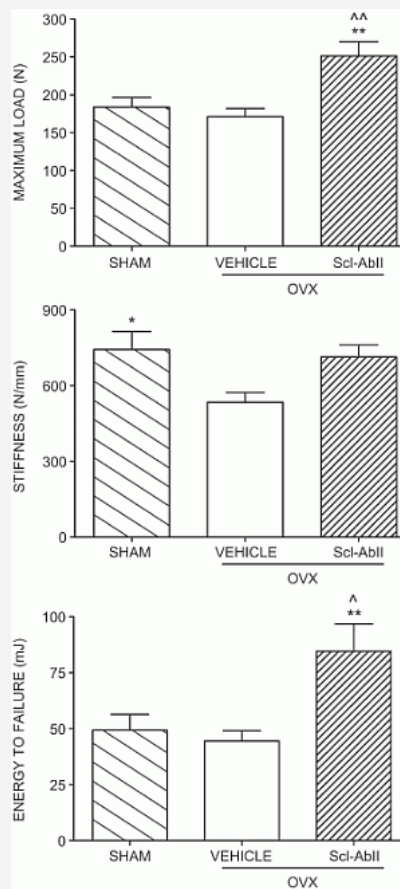 MAXIMUM LOAD (N)
300
250
200
150
100
50
0
^^
**
SHAM VEHICLE Scl-AbII
OVX
STIFFNESS (N/mm)
900
600
300
0
*
SHAM VEHICLE Scl-AbII
OVX
ENERGY TO FAILURE (mJ)
100
75
50
25
0
^
**
SHAM VEHICLE Scl-AbII
OVX